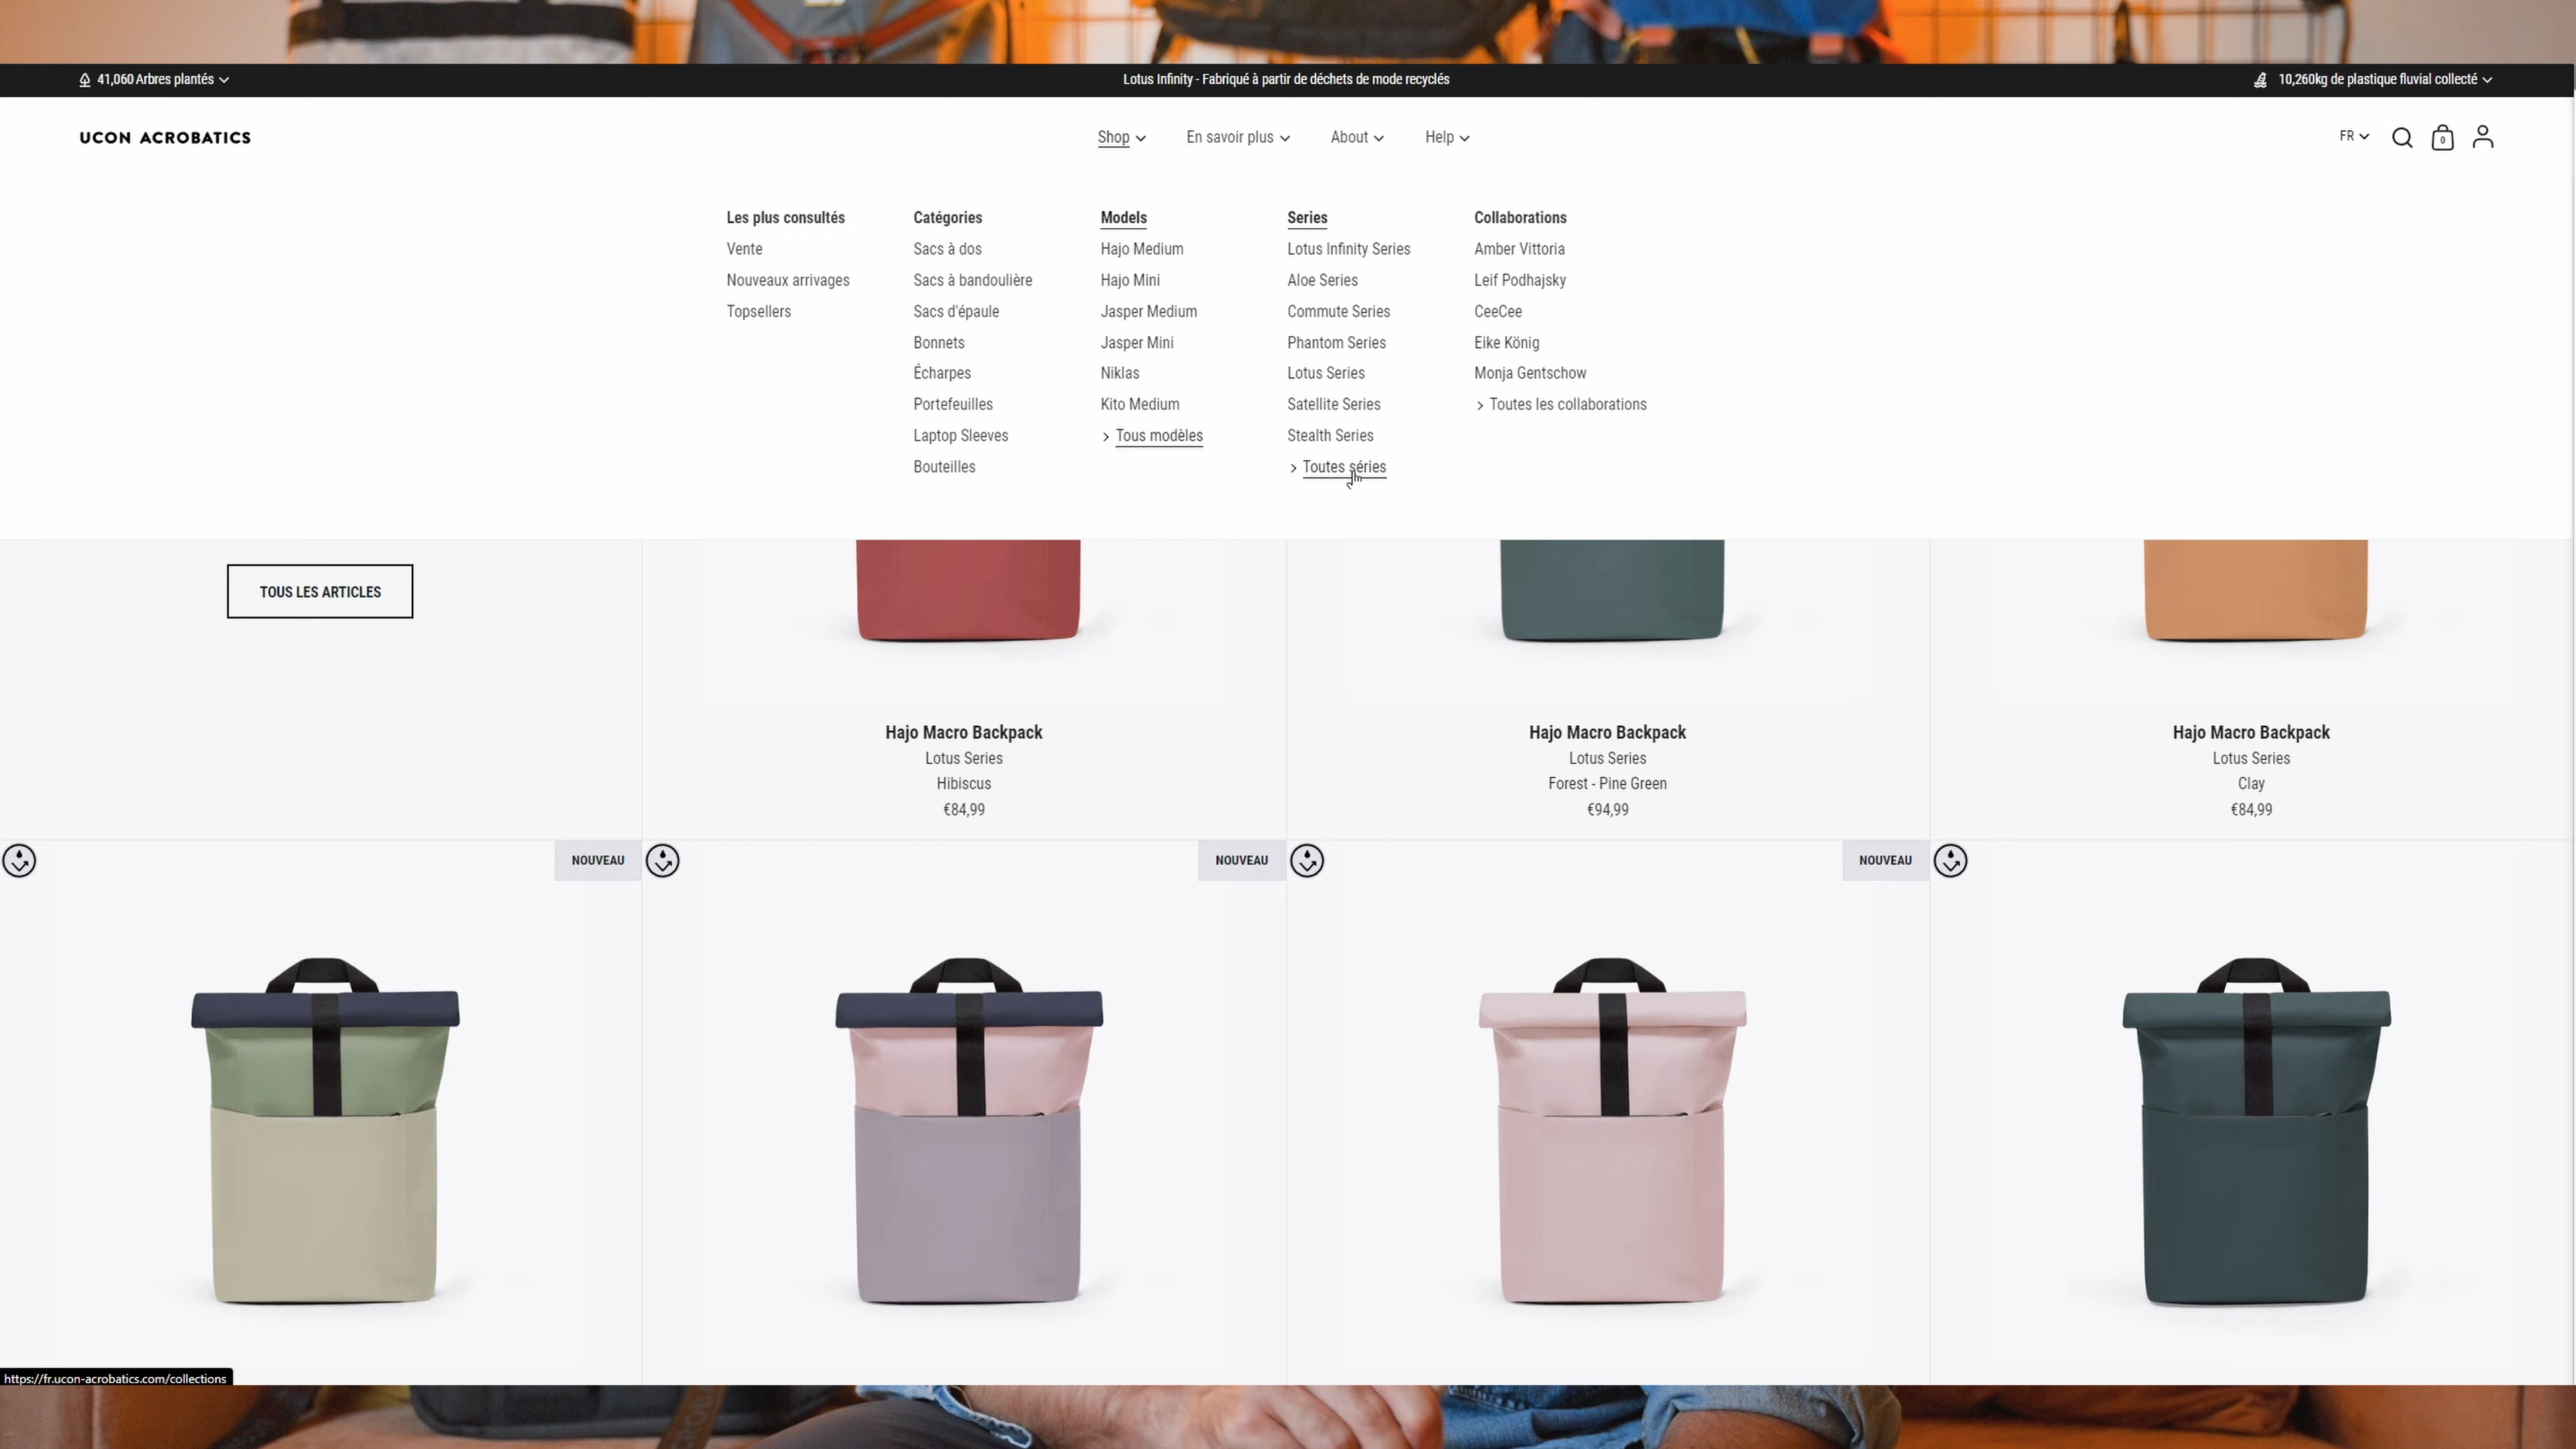 41,060 Arbres plantés
Lotus Infinity - Fabriqué à partir de déchets de mode recyclés
10,260kg de plastique fluvial collecté
UCON ACROBATICS
Shop
En savoir plus
About
Help
FR
0
Les plus consultés
Vente
Nouveaux arrivages
Topsellers
Catégories
Sacs à dos
Sacs à bandoulière
Sacs d'épaule
Bonnets
Écharpes
Portefeuilles
Laptop Sleeves
Bouteilles
Models
Hajo Medium
Hajo Mini
Jasper Medium
Jasper Mini
Niklas
Kito Medium
> Tous modèles
Series
Lotus Infinity Series
Aloe Series
Commute Series
Phantom Series
Lotus Series
Satellite Series
Stealth Series
> Toutes séries
Collaborations
Amber Vittoria
Leif Podhajsky
CeeCee
Eike König
Monja Gentschow
> Toutes les collaborations
TOUS LES ARTICLES
Hajo Macro Backpack
Lotus Series
Hibiscus
€84,99
Hajo Macro Backpack
Lotus Series
Forest - Pine Green
€94,99
Hajo Macro Backpack
Lotus Series
Clay
€84,99
NOUVEAU
NOUVEAU
NOUVEAU
https://fr.ucon-acrobatics.com/collections